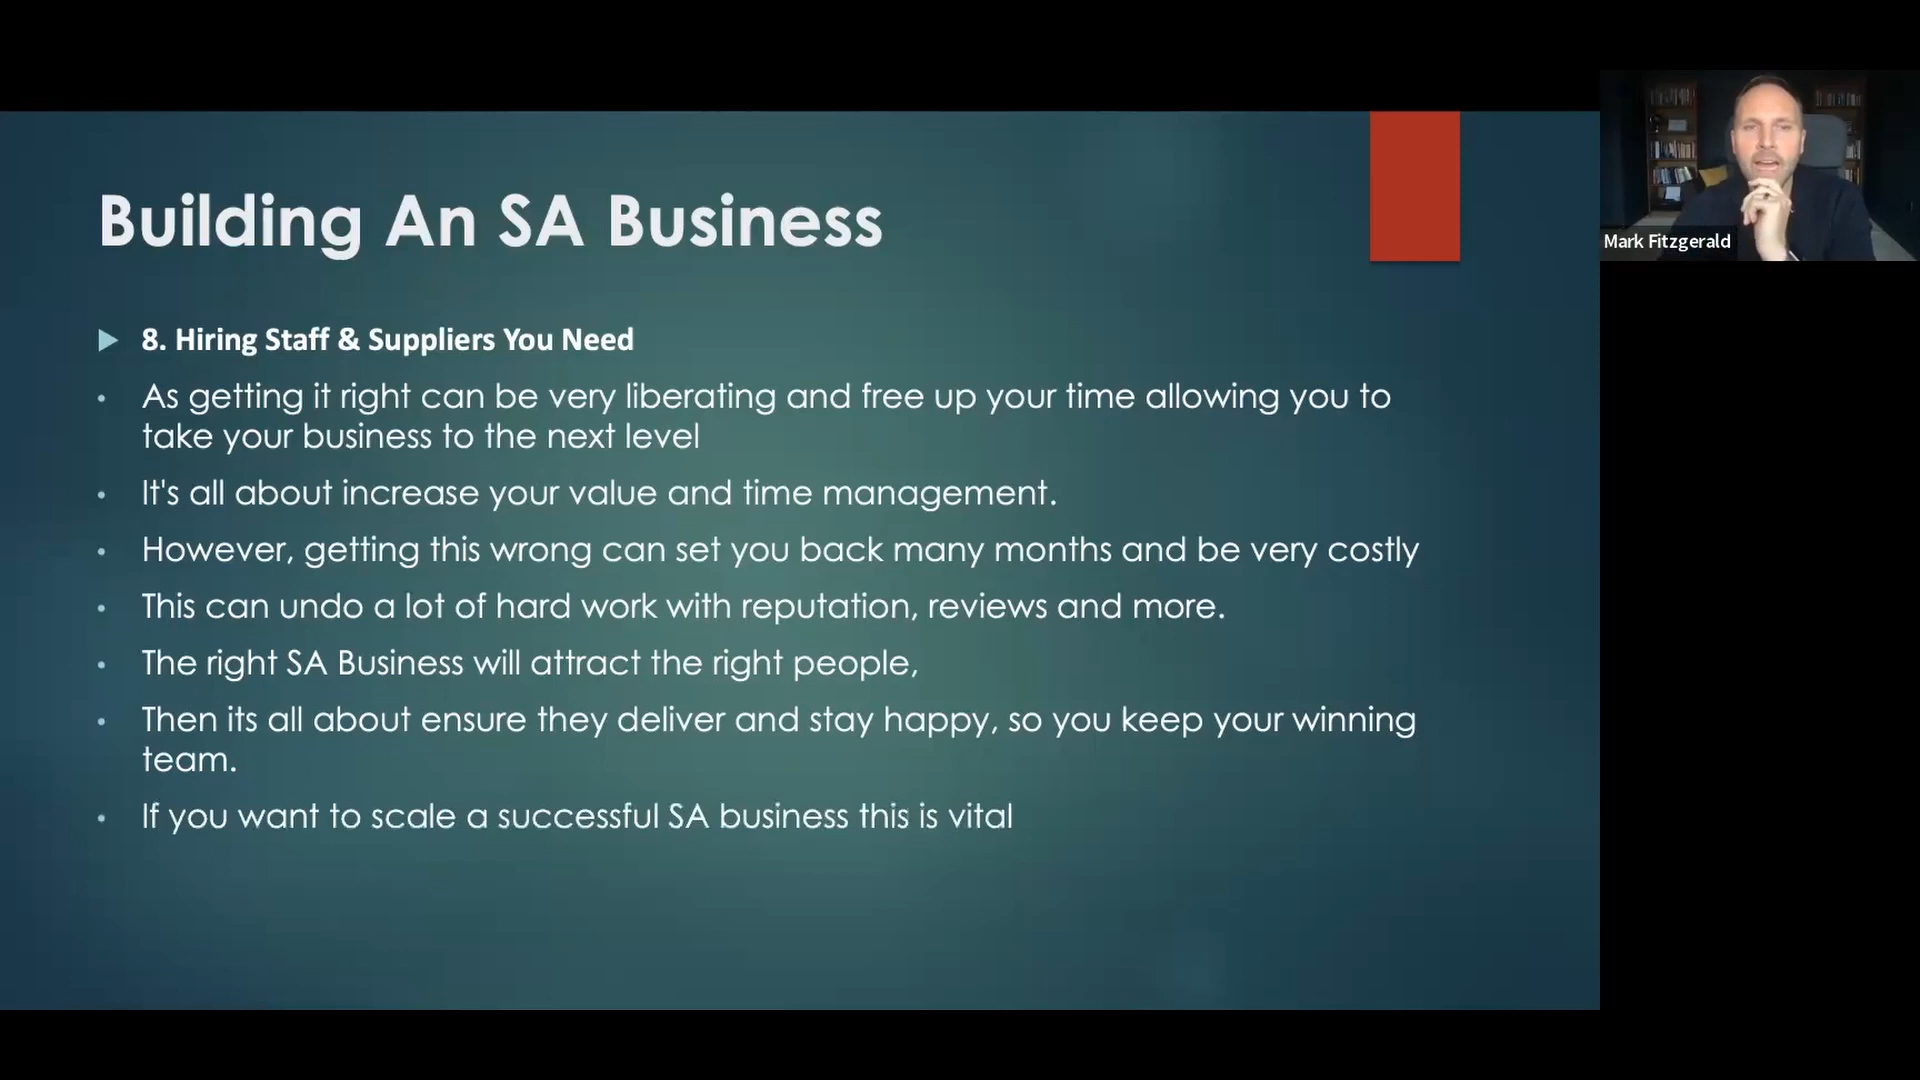 Building An SA Business
8. Hiring Staff & Suppliers You Need
As getting it right can be very liberating and free up your time allowing you to
take your business to the next level
It's all about increase your value and time management.
However, getting this wrong can set you back many months and be very costly
This can undo a lot of hard work with reputation, reviews and more.
The right SA Business will attract the right people,
Then its all about ensure they deliver and stay happy, so you keep your winning
team.
If you want to scale a successful SA business this is vital
Mark Fitzgerald